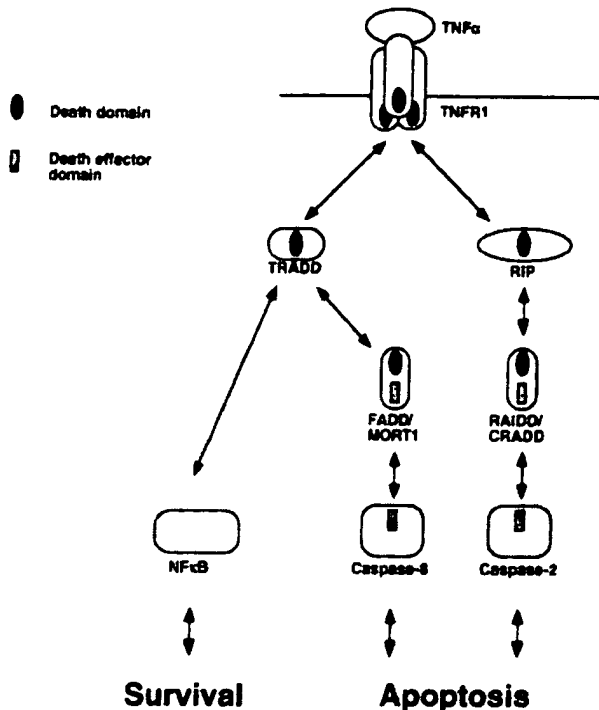 TNFα
TNFR1
Death domain
Death effector
domain
TRADD
RIP
FADD/
MORT1
RAIDD/
CRADD
NFκB
Caspase-8
Caspase-2
Survival
Apoptosis